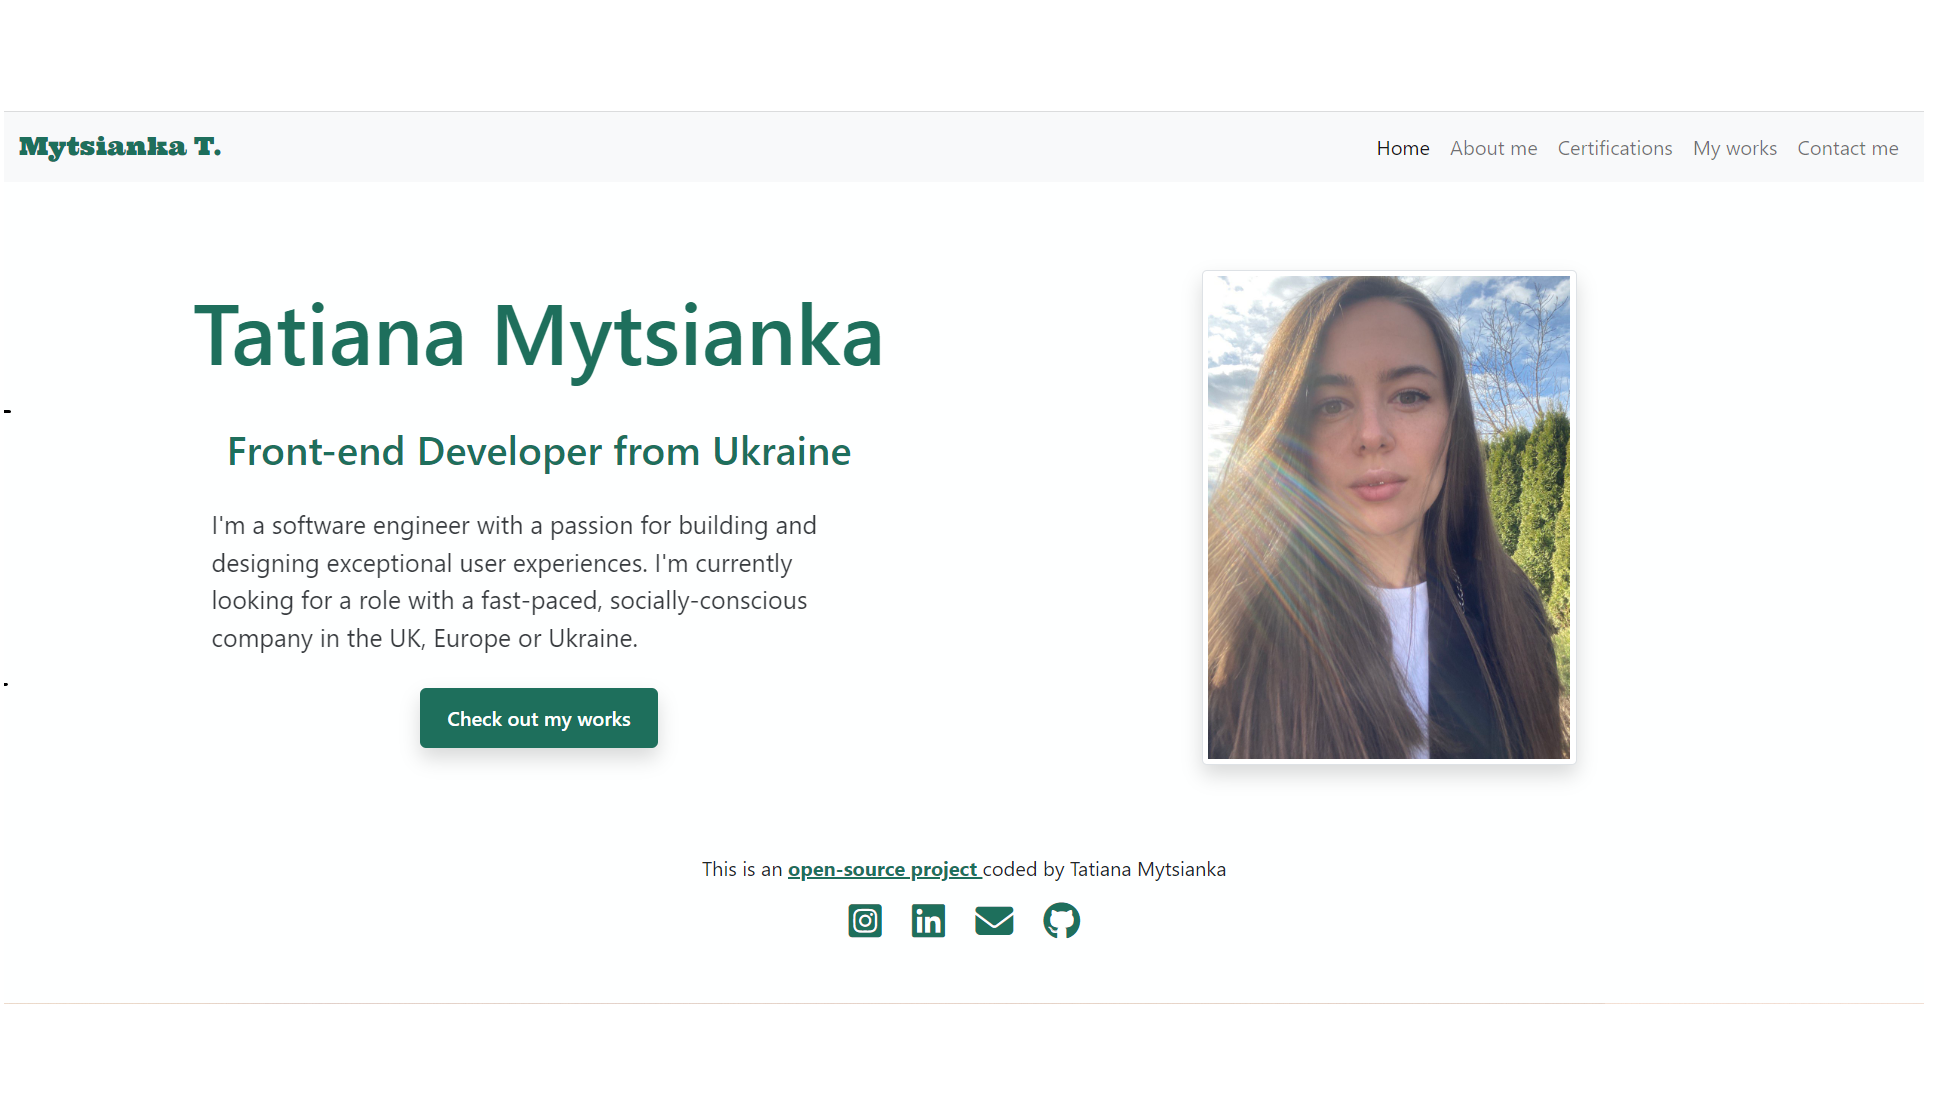 Mytsianka T.
Home About me Certifications My works Contact me
Tatiana Mytsianka
Front-end Developer from Ukraine
I'm a software engineer with a passion for building and
designing exceptional user experiences. I'm currently
looking for a role with a fast-paced, socially-conscious
company in the UK, Europe or Ukraine.
Check out my works
This is an open-source project coded by Tatiana Mytsianka
in